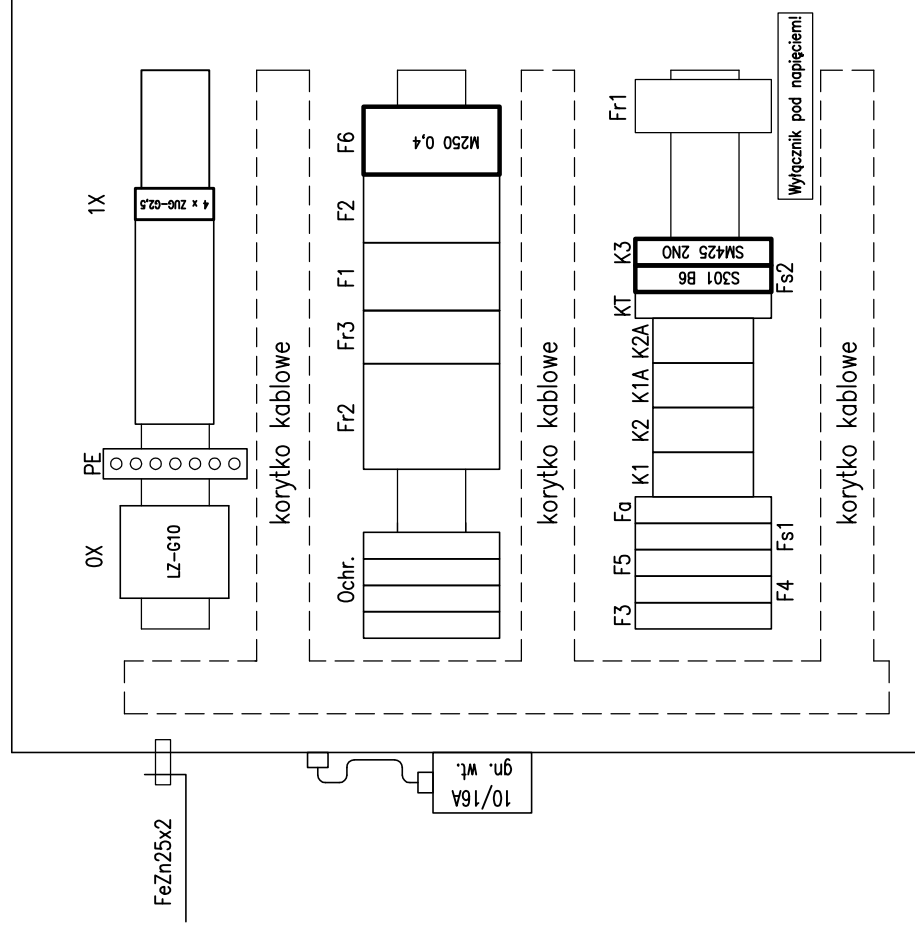 1X
4 x ZUG-G2,5
PE
0X
LZ-G10
korytko kablowe
F6
M250 0,4
F2
F1
Fr3
Fr2
Ochr.
korytko kablowe
Fr1
Wyłącznik pod napięciem!
K3
SM425 2NO
S301 B6
Fs2
KT
K2A
K1A
K2
K1
Fa
Fs1
F5
F4
F3
korytko kablowe
FeZn25x2
10/16A
gn. wt.